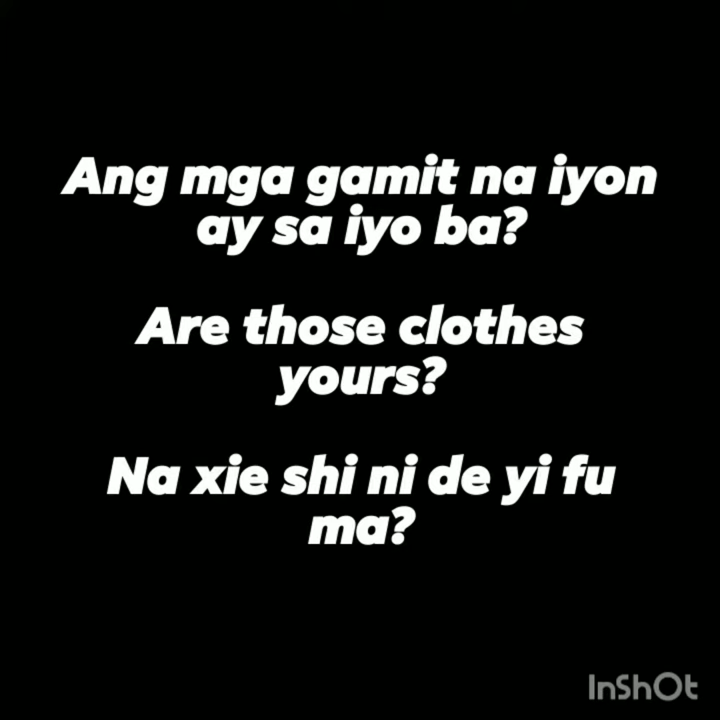 Ang mga gamit na iyon
ay sa iyo ba?
Are those clothes
yours?
Na xie shi ni de yi fu
ma?
InShOt